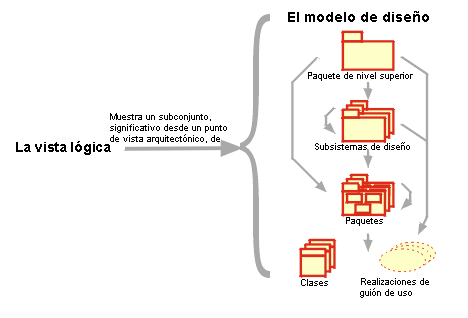 El modelo de diseño
Paquete de nivel superior
Muestra un subconjunto,
significativo desde un punto
de vista arquitectónico, de
La vista lógica
Subsistemas de diseño
Paquetes
Clases
Realizaciones de
guión de uso